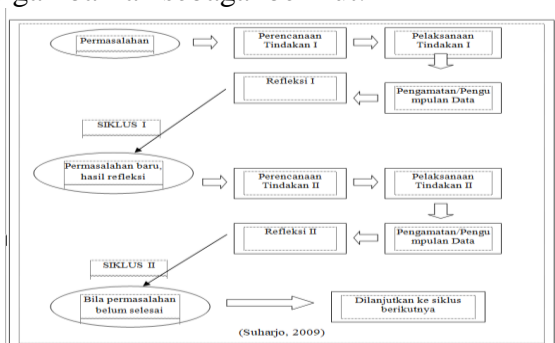 Permasalahan
Perencanaan
Tindakan I
Pelaksanaan
Tindakan I
Refleksi I
Pengamatan/Pengu
mpulan Data
SIKLUS I
Permasalahan baru,
hasil refleksi
Perencanaan
Tindakan II
Pelaksanaan
Tindakan II
Refleksi II
Pengamatan/Pengu
mpulan Data
SIKLUS II
Bila permasalahan
belum selesai
Dilanjutkan ke siklus
berikutnya
(Suharjo, 2009)